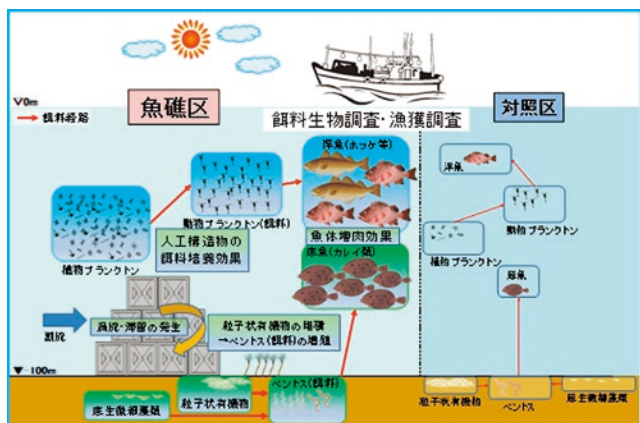 ▽0m
→ 餌料経路
魚礁区
餌料生物調査・漁獲調査
対照区
浮魚(ホッケ等)
浮魚
動物プランクトン(餌料)
動物プランクトン
植物プランクトン
人工構造物の
餌料培養効果
魚体増肉効果
底魚(カレイ類)
植物プランクトン
底魚
潮流
渦流・滞留の発生
粒子状有機物の堆積
→ベントス(餌料)の増殖
▼-100m
底生微細藻類
粒子状有機物
ベントス(餌料)
粒子状有機物
ベントス
底生微細藻類